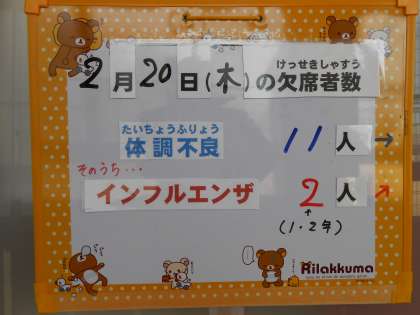 けっせきしゃすう
2月20日(木)の欠席者数
たいちょうふりょう
体調不良 11人→
そのうち…
インフルエンザ 2人↗
↑
(1・2年)
Rilakkuma